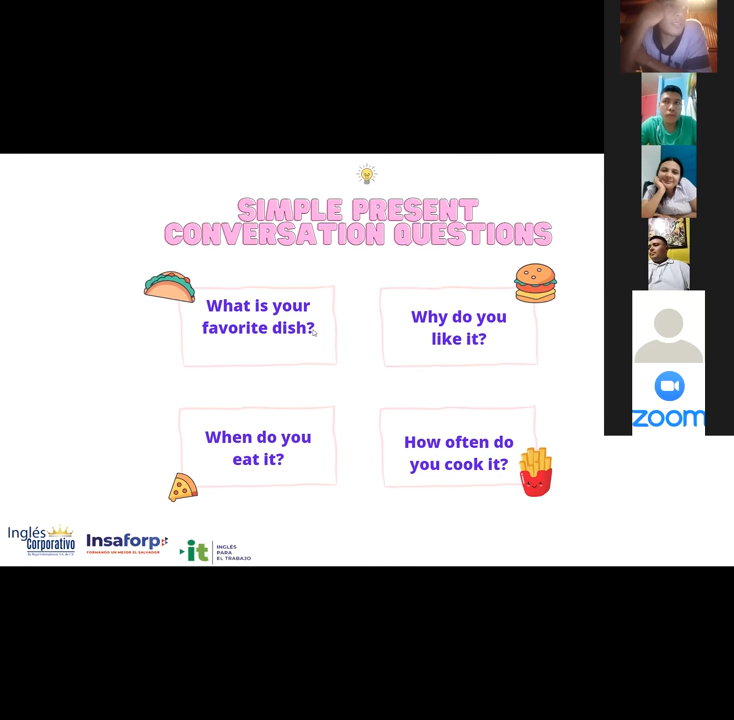 SIMPLE PRESENT
CONVERSATION QUESTIONS
What is your
favorite dish?
Why do you
like it?
When do you
eat it?
How often do
you cook it?
Inglés
Corporativo
Insaforp
FORMANDO UN MEJOR EL SALVADOR
it
INGLÉS
PARA
EL TRABAJO
zoom